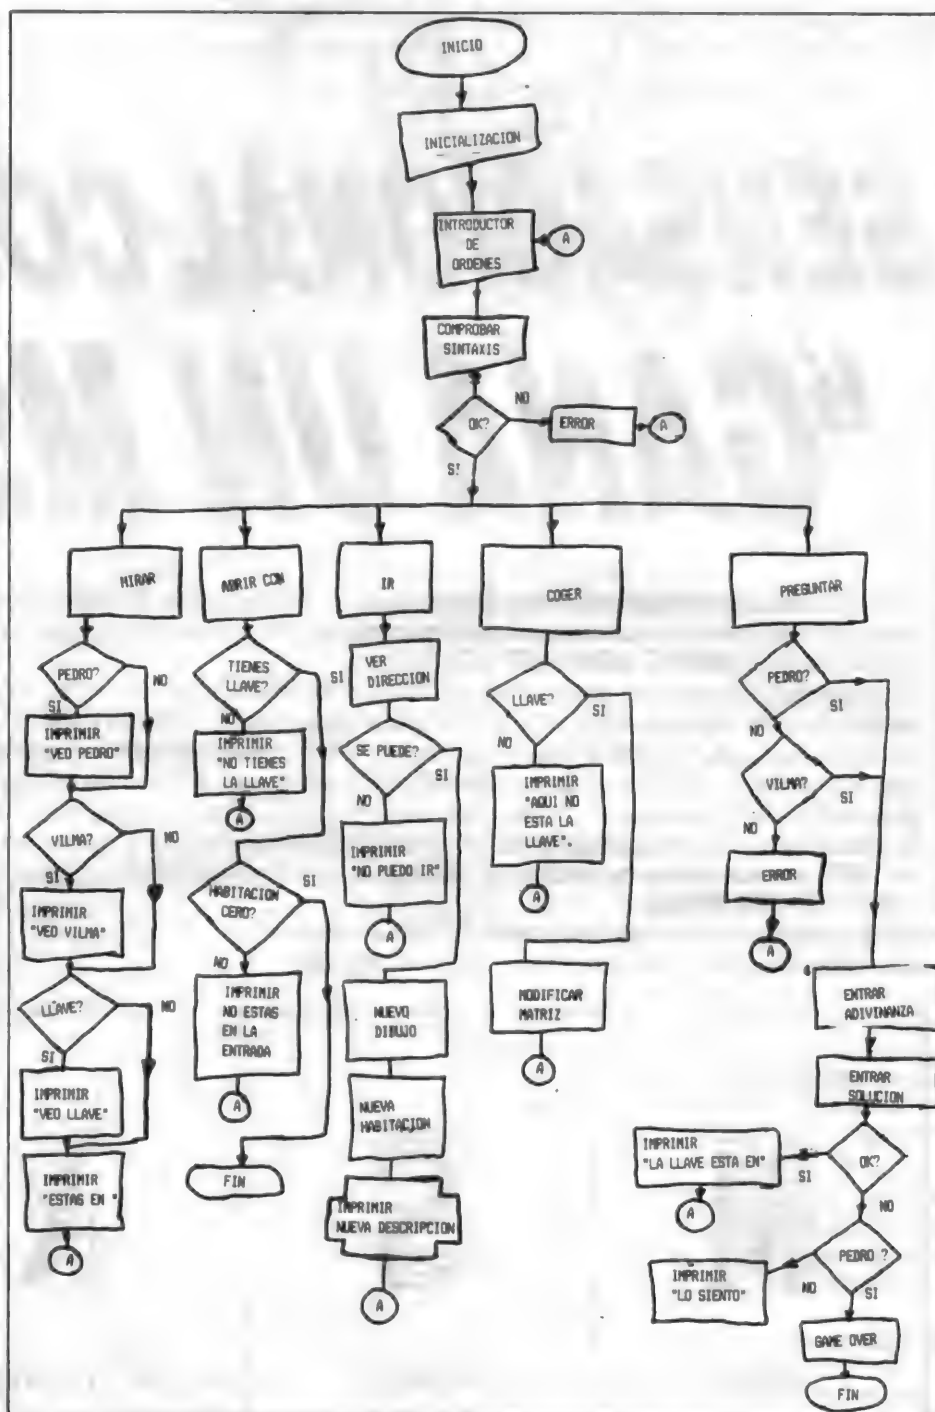 INICIO
INICIALIZACION
INTRODUCTOR
DE
ORDENES
A
COMPROBAR
SINTAXIS
OK?
NO
ERROR
A
SI
MIRAR
PEDRO?
NO
SI
IMPRIMIR
"VEO PEDRO"
VILMA?
NO
SI
IMPRIMIR
"VEO VILMA"
LLAVE?
NO
SI
IMPRIMIR
"VEO LLAVE"
IMPRIMIR
"ESTAS EN "
A
ABRIR CON
TIENES
LLAVE?
SI
NO
IMPRIMIR
"NO TIENES
LA LLAVE"
A
HABITACION
CERO?
SI
NO
IMPRIMIR
NO ESTAS
EN LA
ENTRADA
A
FIN
IR
VER
DIRECCION
SE PUEDE?
SI
NO
IMPRIMIR
"NO PUEDO IR"
A
NUEVO
DIBUJO
NUEVA
HABITACION
IMPRIMIR
NUEVA DESCRIPCION
A
COGER
LLAVE?
SI
NO
IMPRIMIR
"AQUI NO
ESTA LA
LLAVE".
A
MODIFICAR
MATRIZ
A
PREGUNTAR
PEDRO?
SI
NO
VILMA?
SI
NO
ERROR
A
ENTRAR
ADIVINANZA
ENTRAR
SOLUCION
OK?
SI
IMPRIMIR
"LA LLAVE ESTA EN"
A
NO
PEDRO ?
NO
IMPRIMIR
"LO SIENTO"
SI
GAME OVER
FIN